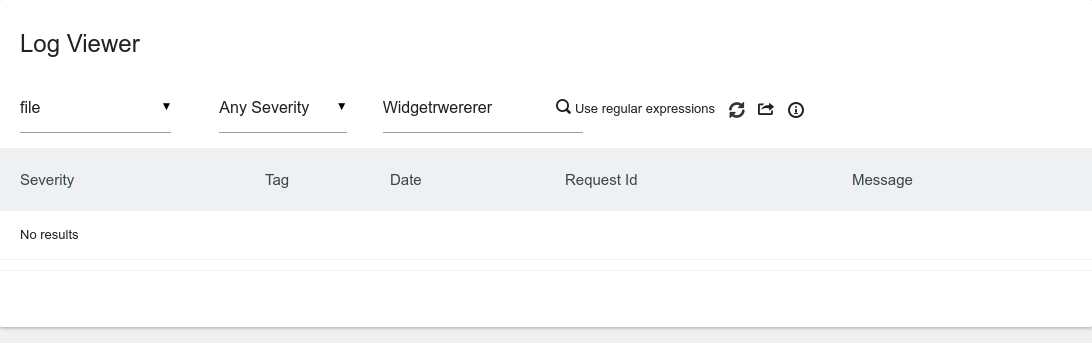 Log Viewer
file Any Severity Widgetrwererer Use regular expressions
Severity Tag Date Request Id Message
No results